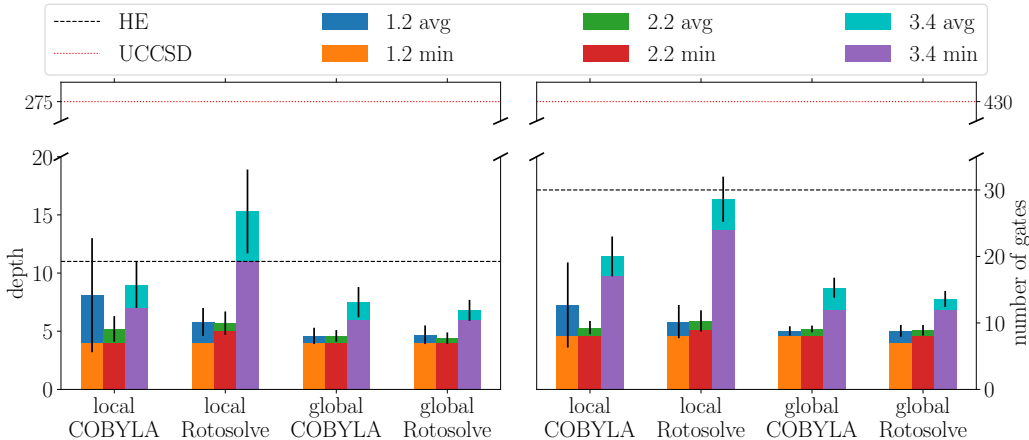 HE 1.2 avg 2.2 avg 3.4 avg
UCCSD 1.2 min 2.2 min 3.4 min
275
20
15
10
5
0
depth
local COBYLA
local Rotosolve
global COBYLA
global Rotosolve
430
30
20
10
0
number of gates
local COBYLA
local Rotosolve
global COBYLA
global Rotosolve